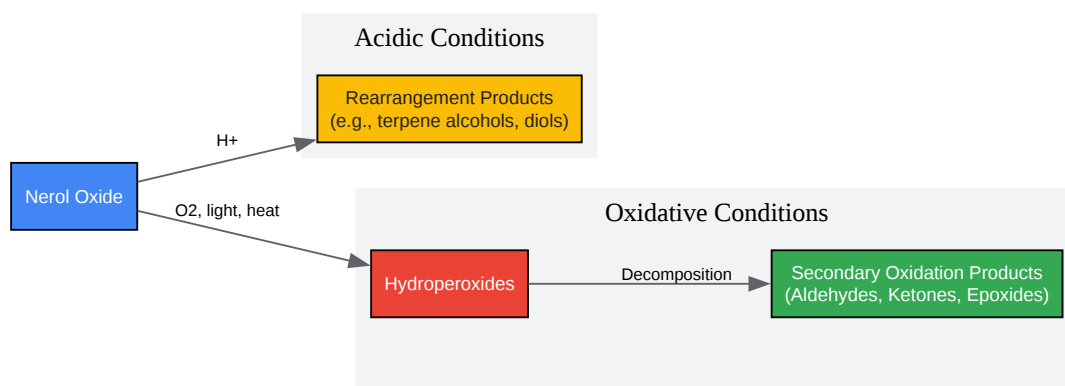 Acidic Conditions
Rearrangement Products
(e.g., terpene alcohols, diols)
H+
Nerol Oxide
O2, light, heat
Oxidative Conditions
Hydroperoxides
Decomposition
Secondary Oxidation Products
(Aldehydes, Ketones, Epoxides)